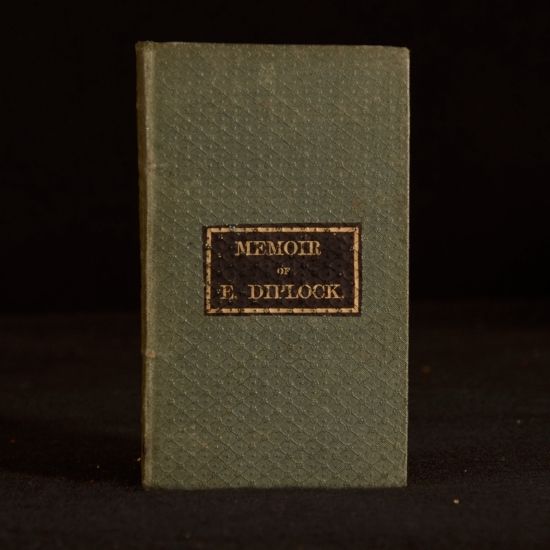 MEMOIR
OF
E. DIPLOCK.